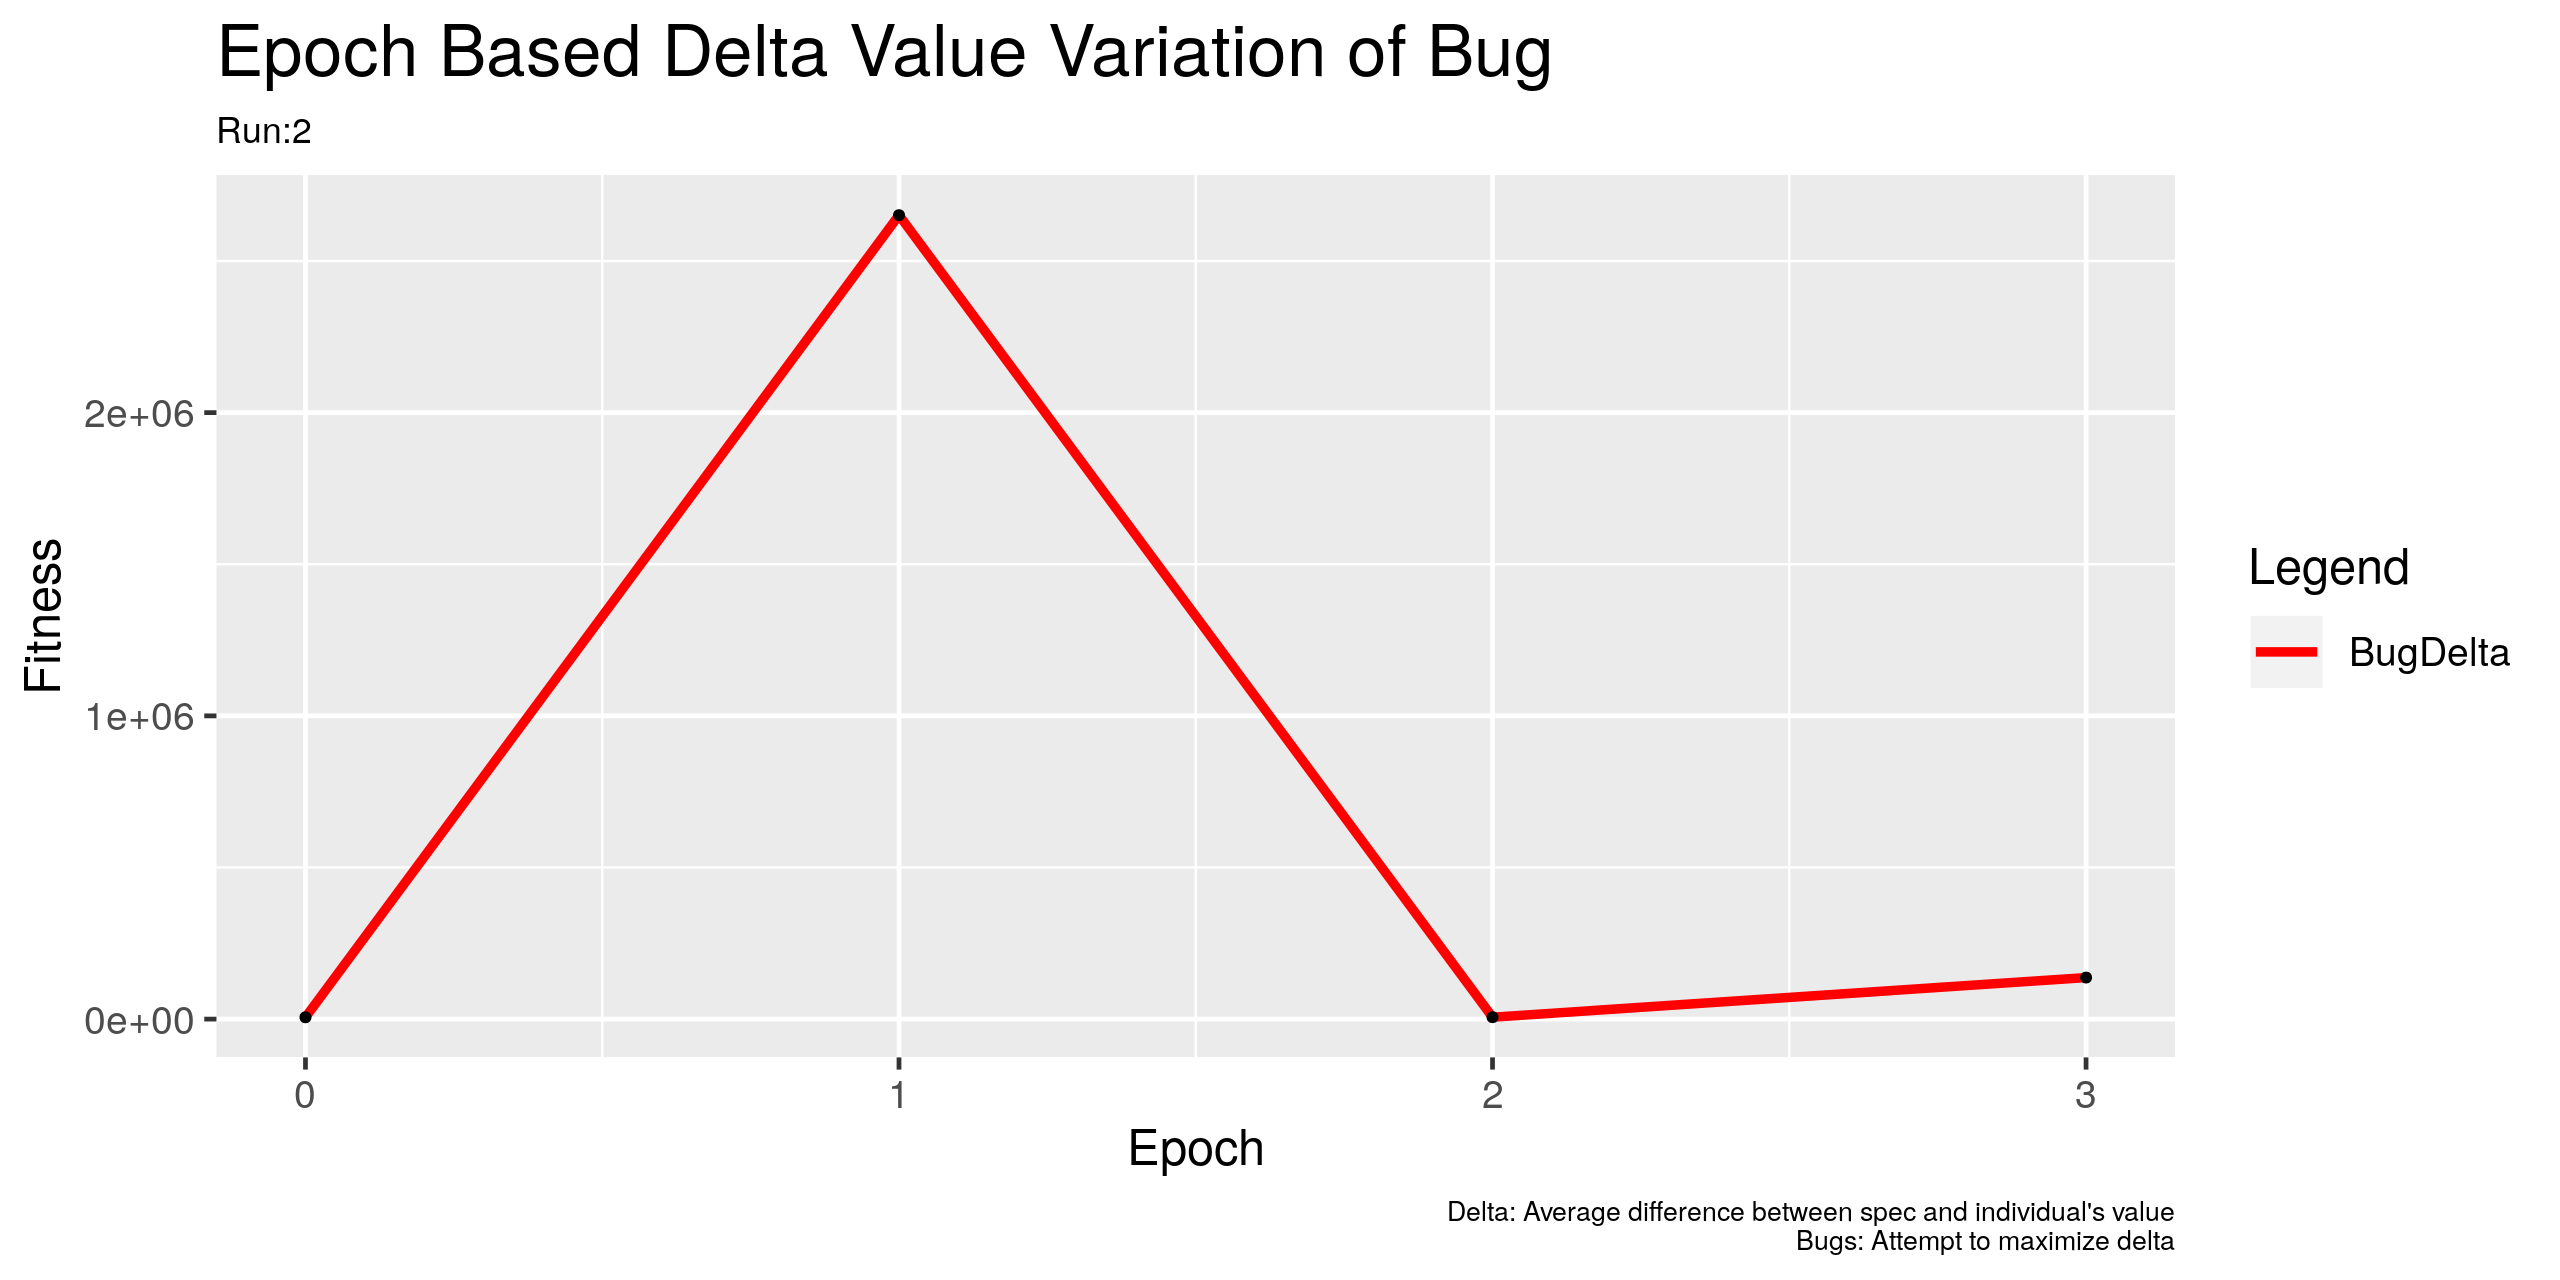 Epoch Based Delta Value Variation of Bug
Run:2
Fitness
2e+06
1e+06
0e+00
0
1
2
3
Epoch
Legend
BugDelta
Delta: Average difference between spec and individual's value
Bugs: Attempt to maximize delta